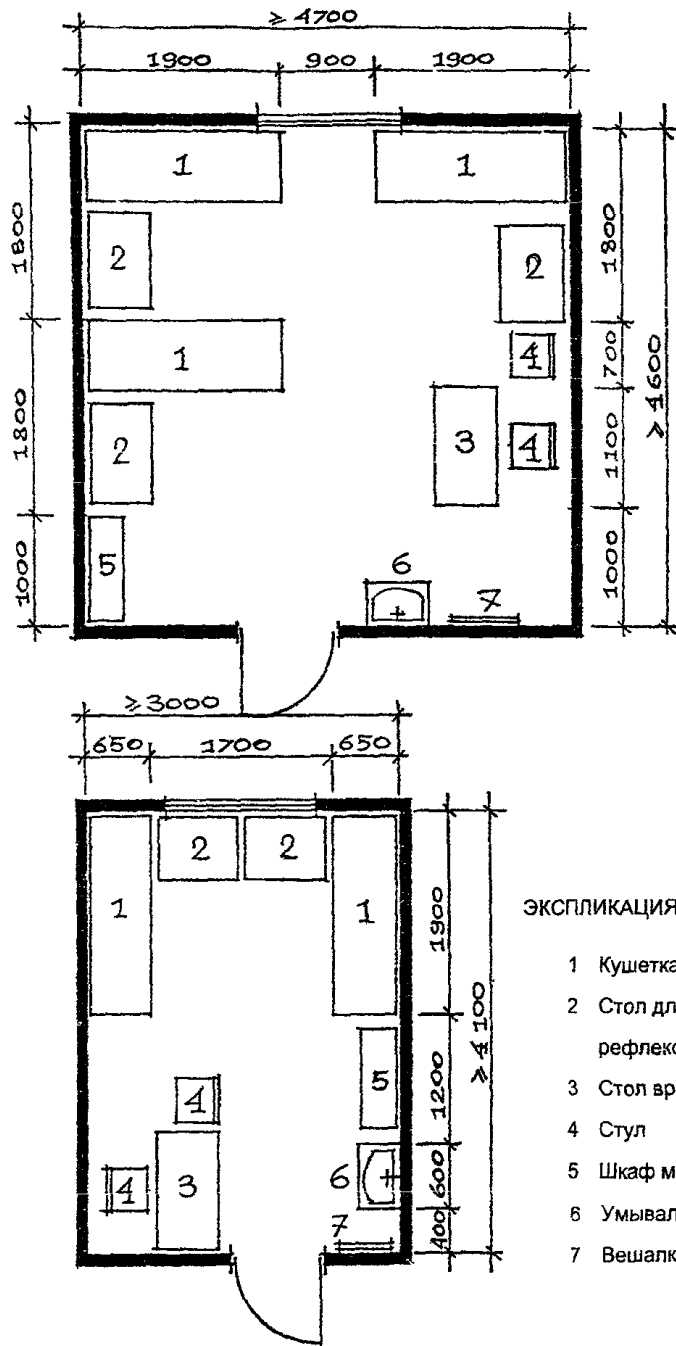 ≥ 4700
1900 900 1900
1 1
1800 2 2 1800
1 4 700
≥ 4600
1800 2 3 4 1100
1000 5 6 7 1000
≥ 3000
650 1700 650
1 2 2 1 1900
≥ 4100
ЭКСПЛИКАЦИЯ
1 Кушетка
2 Стол дл
рефлекс
3 Стол вр
4 Стул
5 Шкаф м
6 Умывал
7 Вешалк
4 5 1200
4 3 6 600
7 400